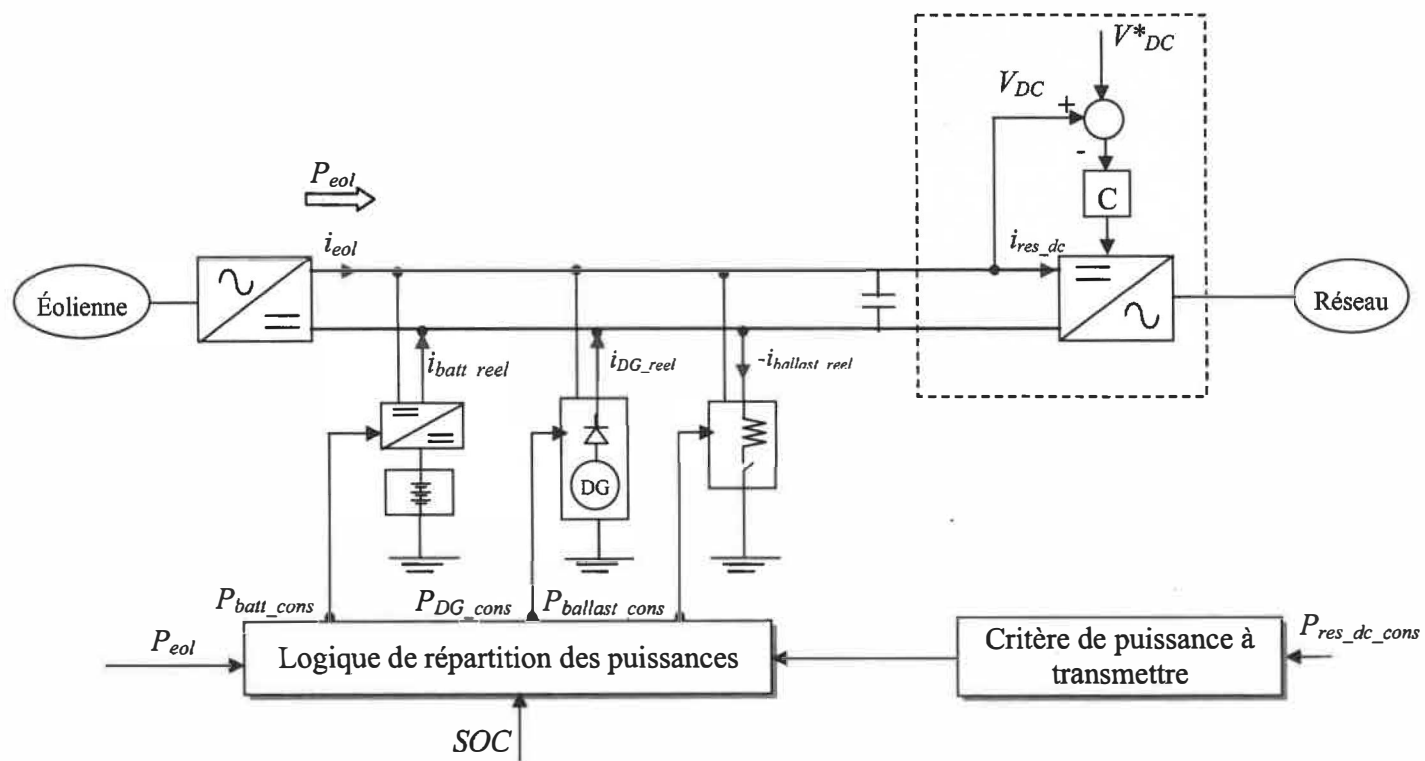 V*DC
VDC
+
-
C
Peol
ieol
ires_dc
Éolienne
Réseau
ibatt_reel
iDG_reel
-iballast_reel
DG
Pbatt_cons
PDG_cons
Pballast_cons
Peol
Logique de répartition des puissances
Critère de puissance à
transmettre
Pres_dc_cons
SOC